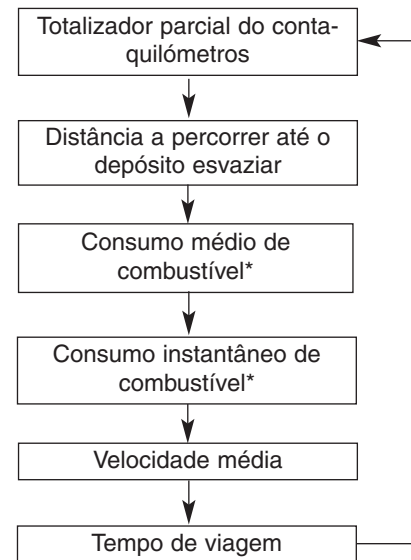 Totalizador parcial do conta-
quilómetros
Distância a percorrer até o
depósito esvaziar
Consumo médio de
combustível*
Consumo instantâneo de
combustível*
Velocidade média
Tempo de viagem